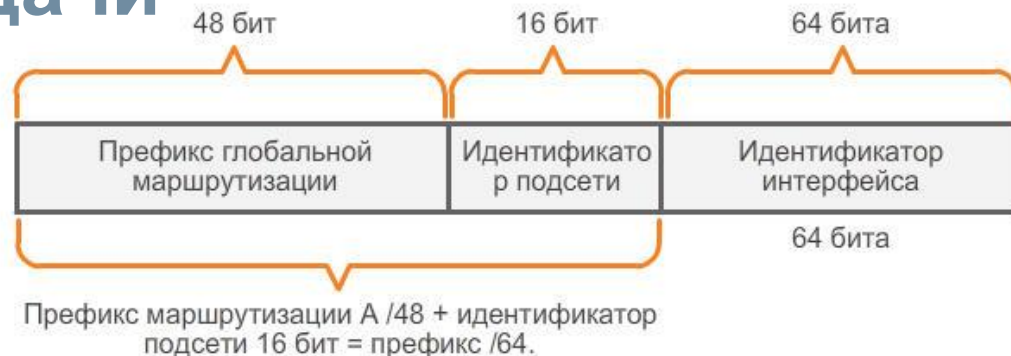 дачи
48 бит
16 бит
64 бита
Префикс глобальной
маршрутизации
Идентификато
р подсети
Идентификатор
интерфейса
64 бита
Префикс маршрутизации A /48 + идентификатор
подсети 16 бит = префикс /64.